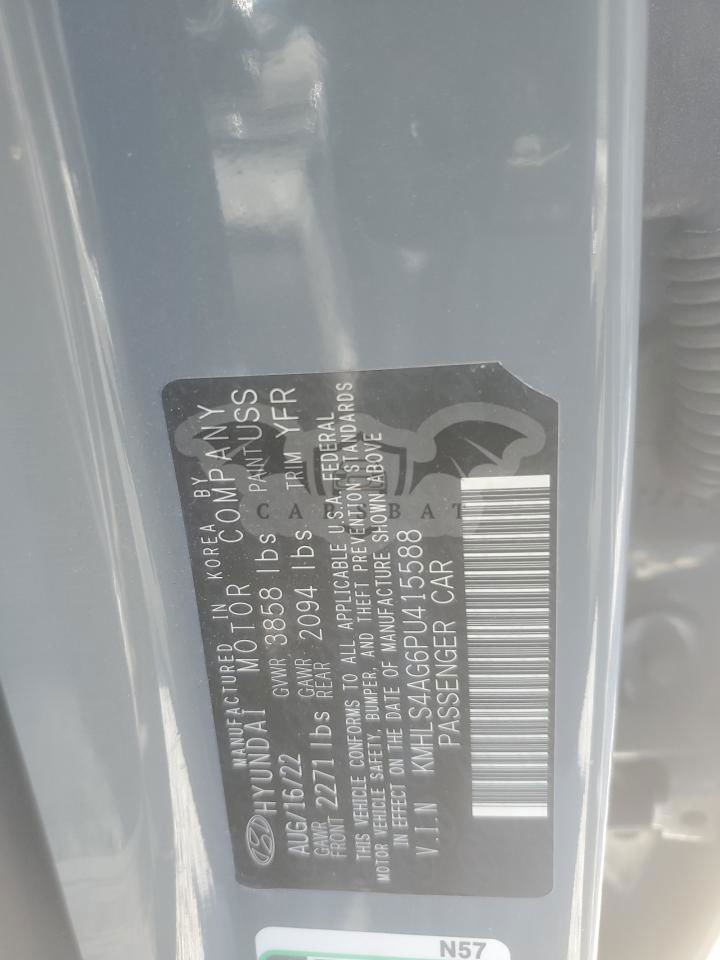 MANUFACTURED IN KOREA BY
HYUNDAI MOTOR COMPANY
AUG/16/22 GVWR 3858 lbs PAINT USS
GAWR FRONT 2271 lbs GAWR REAR 2094 lbs TRIM YFR
THIS VEHICLE CONFORMS TO ALL APPLICABLE U.S.A. FEDERAL
MOTOR VEHICLE SAFETY, BUMPER, AND THEFT PREVENTION STANDARDS
IN EFFECT ON THE DATE OF MANUFACTURE SHOWN ABOVE
V.I.N KMHLS4AG6PU415588
PASSENGER CAR
CARSBAT
N57